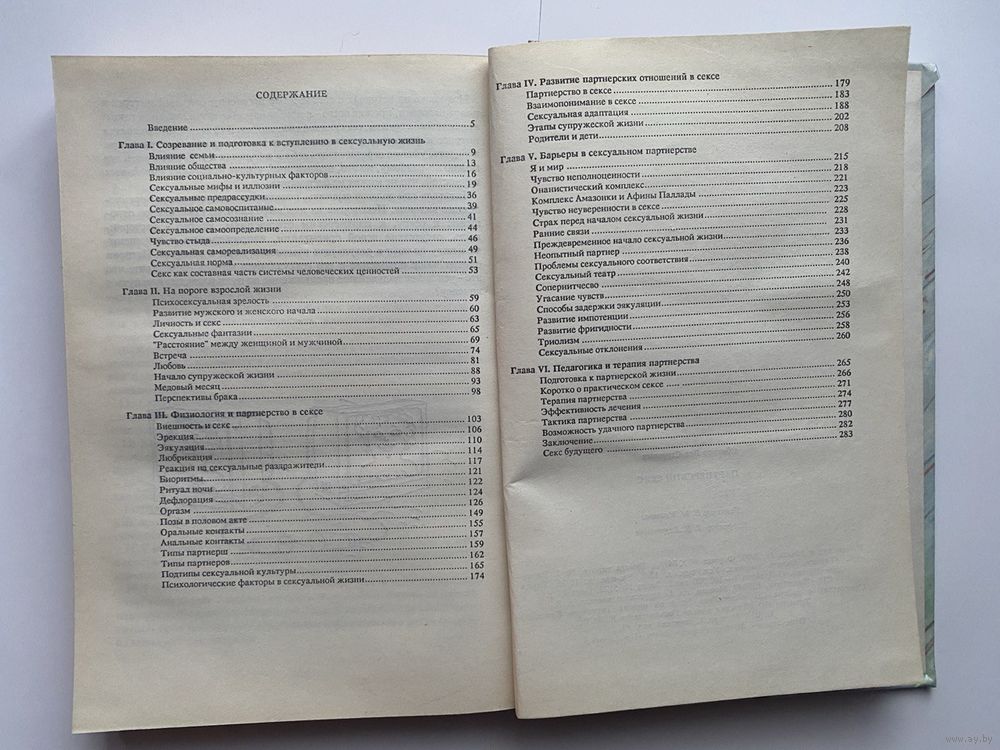 СОДЕРЖАНИЕ
Введение 5
Глава I. Созревание и подготовка к вступлению в сексуальную жизнь
Влияние семьи 9
Влияние общества 13
Влияние социально-культурных факторов 16
Сексуальные мифы и иллюзии 19
Сексуальные предрассудки 36
Сексуальное самовоспитание 39
Сексуальное самосознание 41
Сексуальное самоопределение 44
Чувство стыда 46
Сексуальная самореализация 49
Сексуальная норма 51
Секс как составная часть системы человеческих ценностей 53
Глава II. На пороге взрослой жизни
Психосексуальная зрелость 59
Развитие мужского и женского начала 60
Личность и секс 63
Сексуальные фантазии 65
"Расстояние" между женщиной и мужчиной 69
Встреча 74
Любовь 81
Начало супружеской жизни 88
Медовый месяц 93
Перспективы брака 98
Глава III. Физиология и партнерство в сексе
Внешность и секс 103
Эрекция 106
Эякуляция 110
Любрикация 114
Реакция на сексуальные раздражители 117
Биоритмы 121
Ритуал ночи 122
Дефлорация 124
Оргазм 126
Позы в половом акте 149
Оральные контакты 155
Анальные контакты 157
Типы партнерш 159
Типы партнеров 162
Подтипы сексуальной культуры 165
Психологические факторы в сексуальной жизни 174
Глава IV. Развитие партнерских отношений в сексе
Партнерство в сексе 179
Взаимопонимание в сексе 183
Сексуальная адаптация 188
Этапы супружеской жизни 202
Родители и дети 208
Глава V. Барьеры в сексуальном партнерстве
Я и мир 215
Чувство неполноценности 218
Онанистический комплекс 221
Комплекс Амазонки и Афины Паллады 223
Чувство неуверенности в сексе 225
Страх перед началом сексуальной жизни 228
Ранние связи 231
Преждевременное начало сексуальной жизни 233
Неопытный партнер 236
Проблемы сексуального соответствия 238
Сексуальный театр 240
Соперничество 242
Угасание чувств 248
Способы задержки эякуляции 250
Развитие импотенции 253
Развитие фригидности 256
Триолизм 258
Сексуальные отклонения 260
Глава VI. Педагогика и терапия партнерства
Подготовка к партнерской жизни 265
Коротко о практическом сексе 266
Терапия партнерства 271
Эффективность лечения 274
Тактика партнерства 277
Возможность удачного партнерства 280
Заключение 282
Секс будущего 283
www.ay.by